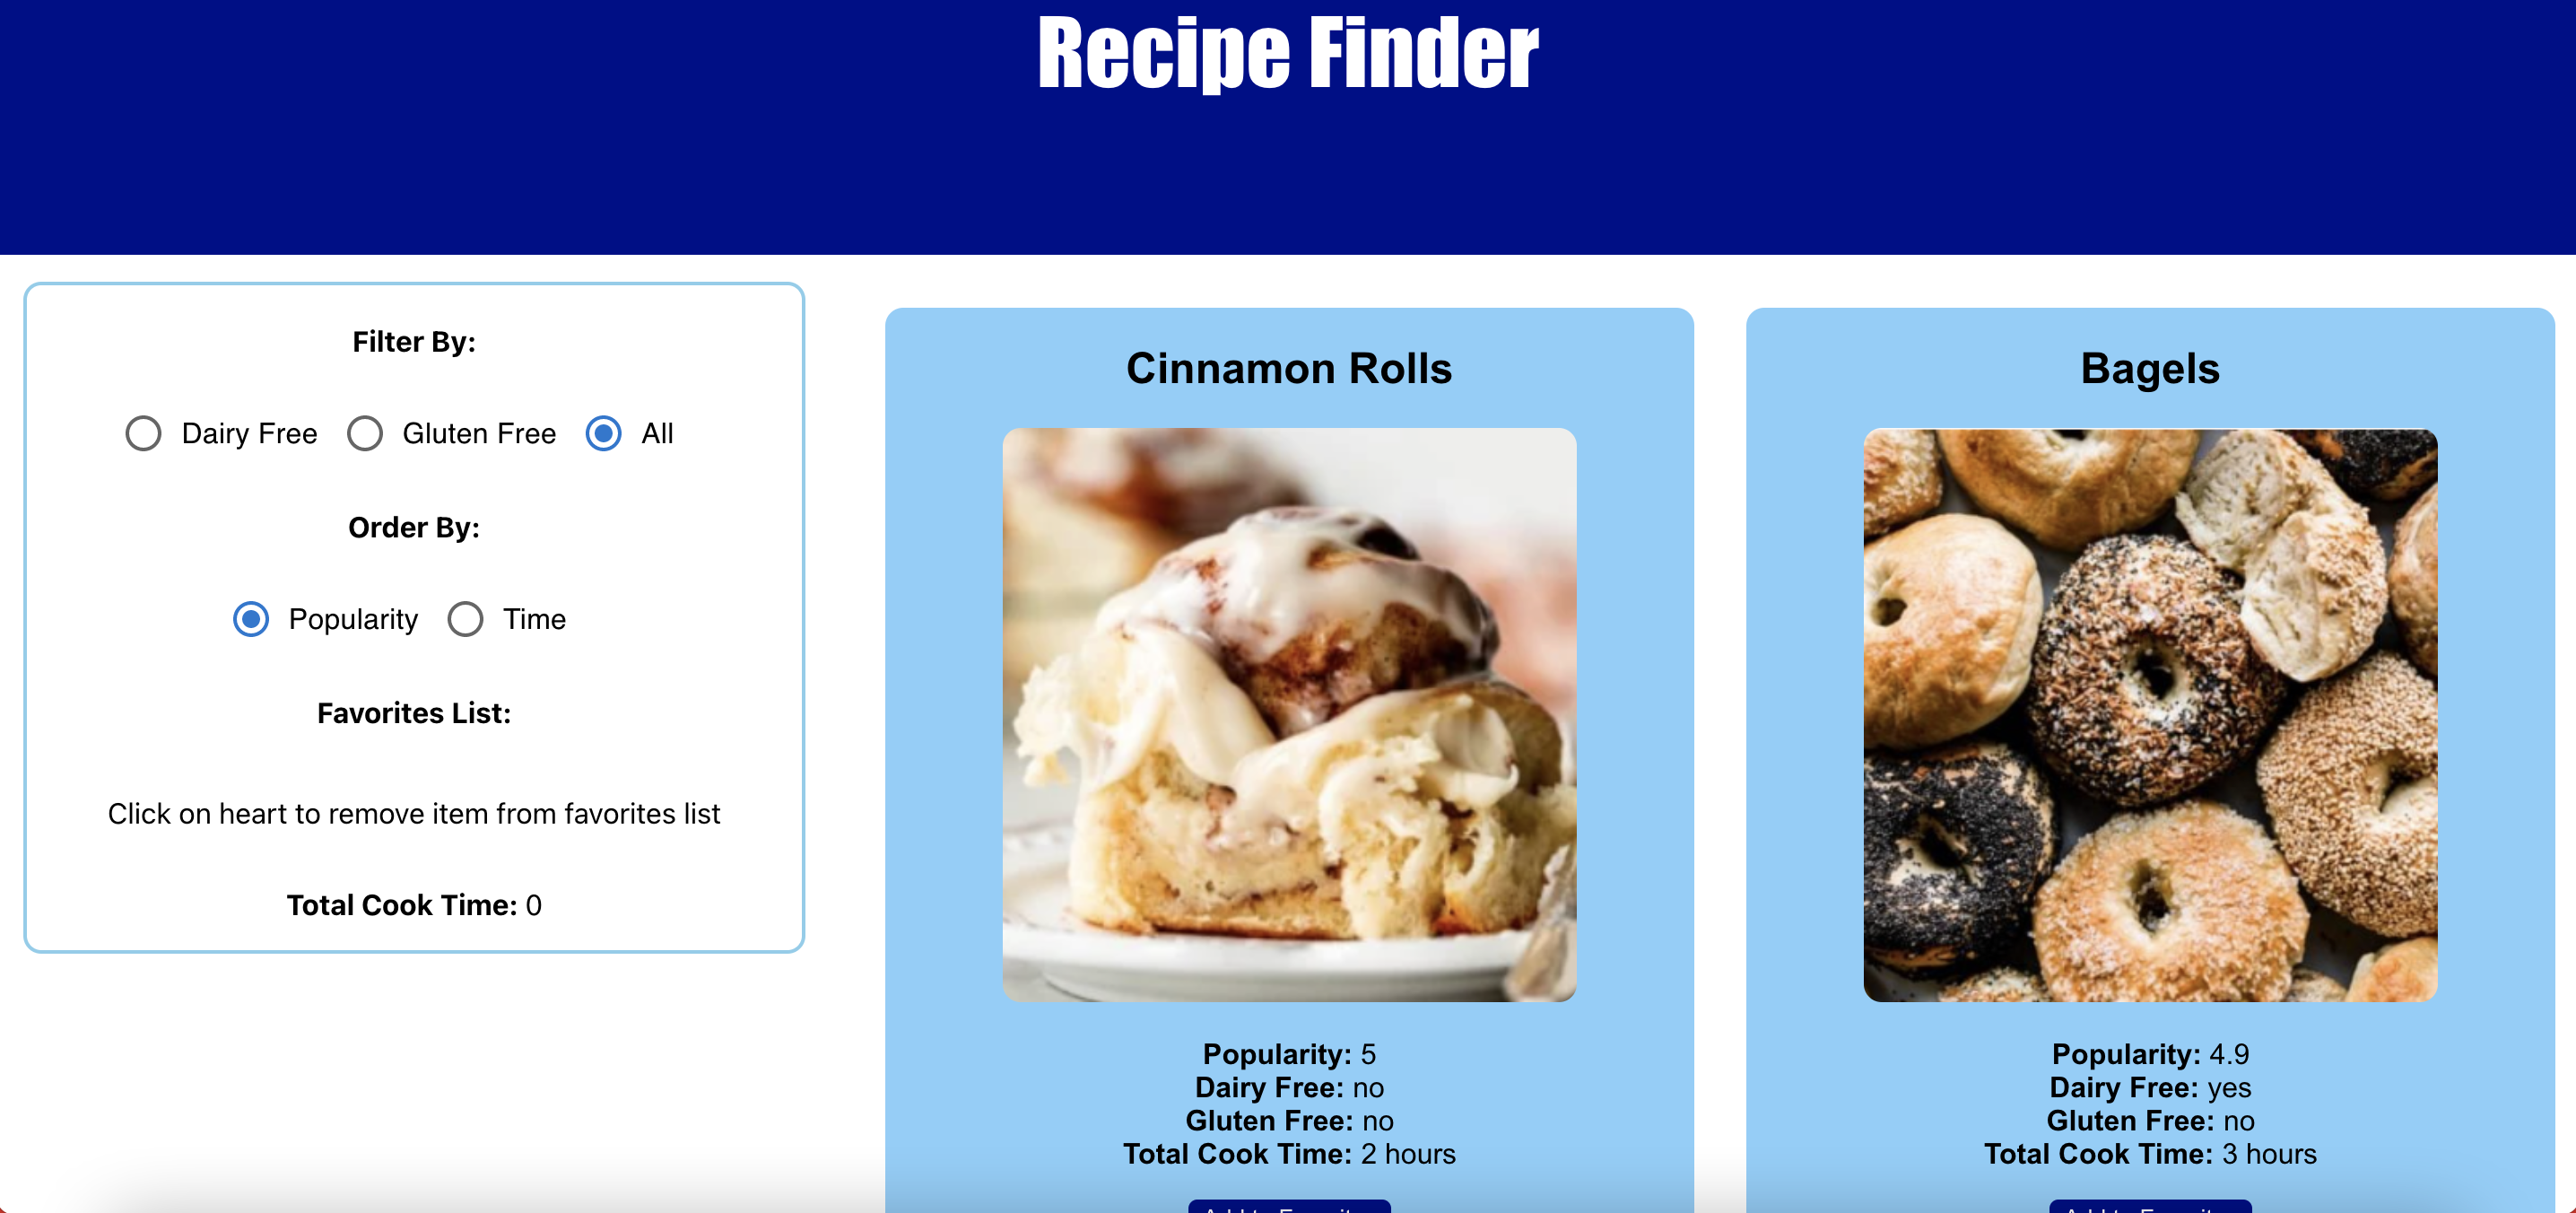 Recipe Finder
Filter By:
Dairy Free Gluten Free All
Order By:
Popularity Time
Favorites List:
Click on heart to remove item from favorites list
Total Cook Time: 0
Cinnamon Rolls
Popularity: 5
Dairy Free: no
Gluten Free: no
Total Cook Time: 2 hours
Bagels
Popularity: 4.9
Dairy Free: yes
Gluten Free: no
Total Cook Time: 3 hours